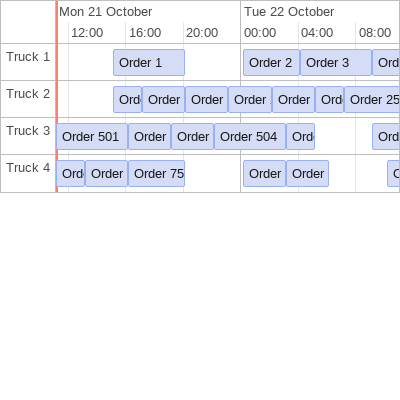 Mon 21 October Tue 22 October
12:00 16:00 20:00 00:00 04:00 08:00
Truck 1 Order 1 Order 2 Order 3 Ord
Truck 2 Ord Order Order Order Order Ord Order 25
Truck 3 Order 501 Order Order Order 504 Ord Ord
Truck 4 Ord Order Order 75 Order Order